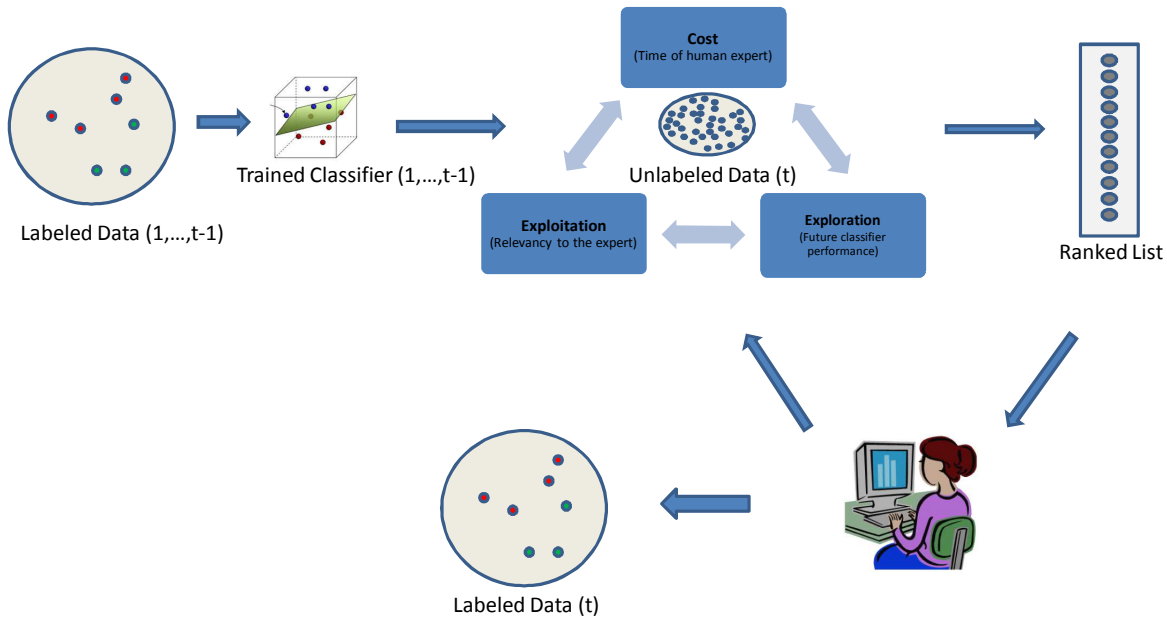 Cost
(Time of human expert)
Trained Classifier (1,...,t-1)
Unlabeled Data (t)
Labeled Data (1,...,t-1)
Exploitation
(Relevancy to the expert)
Exploration
(Future classifier
performance)
Ranked List
Labeled Data (t)